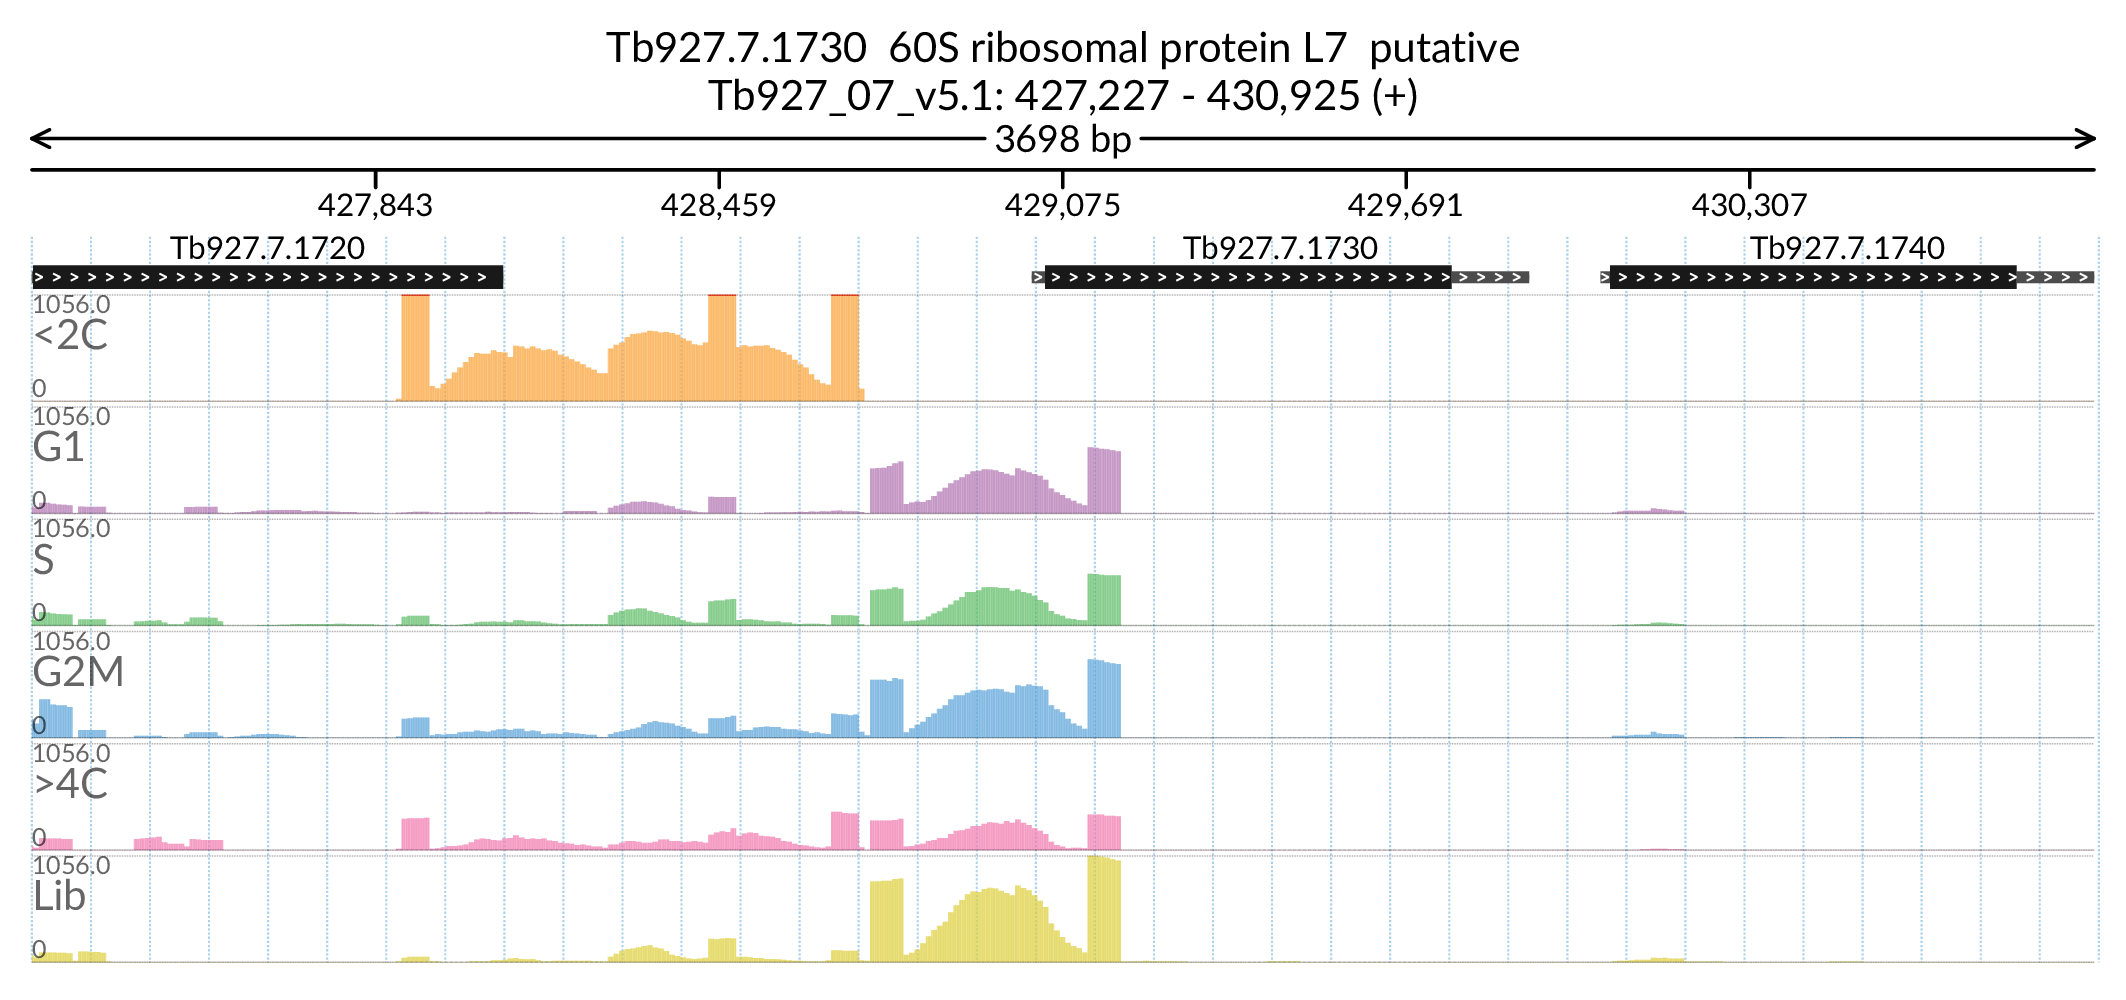 Tb927.7.1730  60S ribosomal protein L7  putative
Tb927_07_v5.1: 427,227 - 430,925 (+)
3698 bp
427,843 428,459 429,075 429,691 430,307
Tb927.7.1720 Tb927.7.1730 Tb927.7.1740
1056.0
<2C
0
1056.0
G1
0
1056.0
S
0
1056.0
G2M
0
1056.0
>4C
0
1056.0
Lib
0